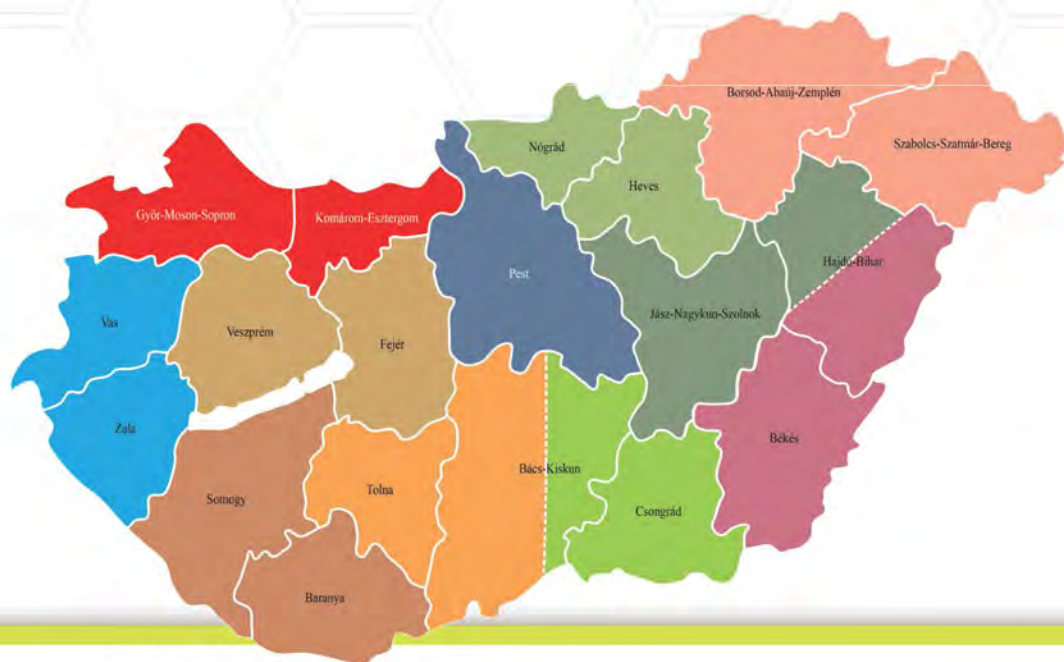 Borsod-Abaúj-Zemplén
Szabolcs-Szatmár-Bereg
Nógrád
Heves
Győr-Moson-Sopron
Komárom-Esztergom
Pest
Hajdú-Bihar
Jász-Nagykun-Szolnok
Vas
Veszprém
Fejér
Zala
Békés
Somogy
Tolna
Bács-Kiskun
Csongrád
Baranya